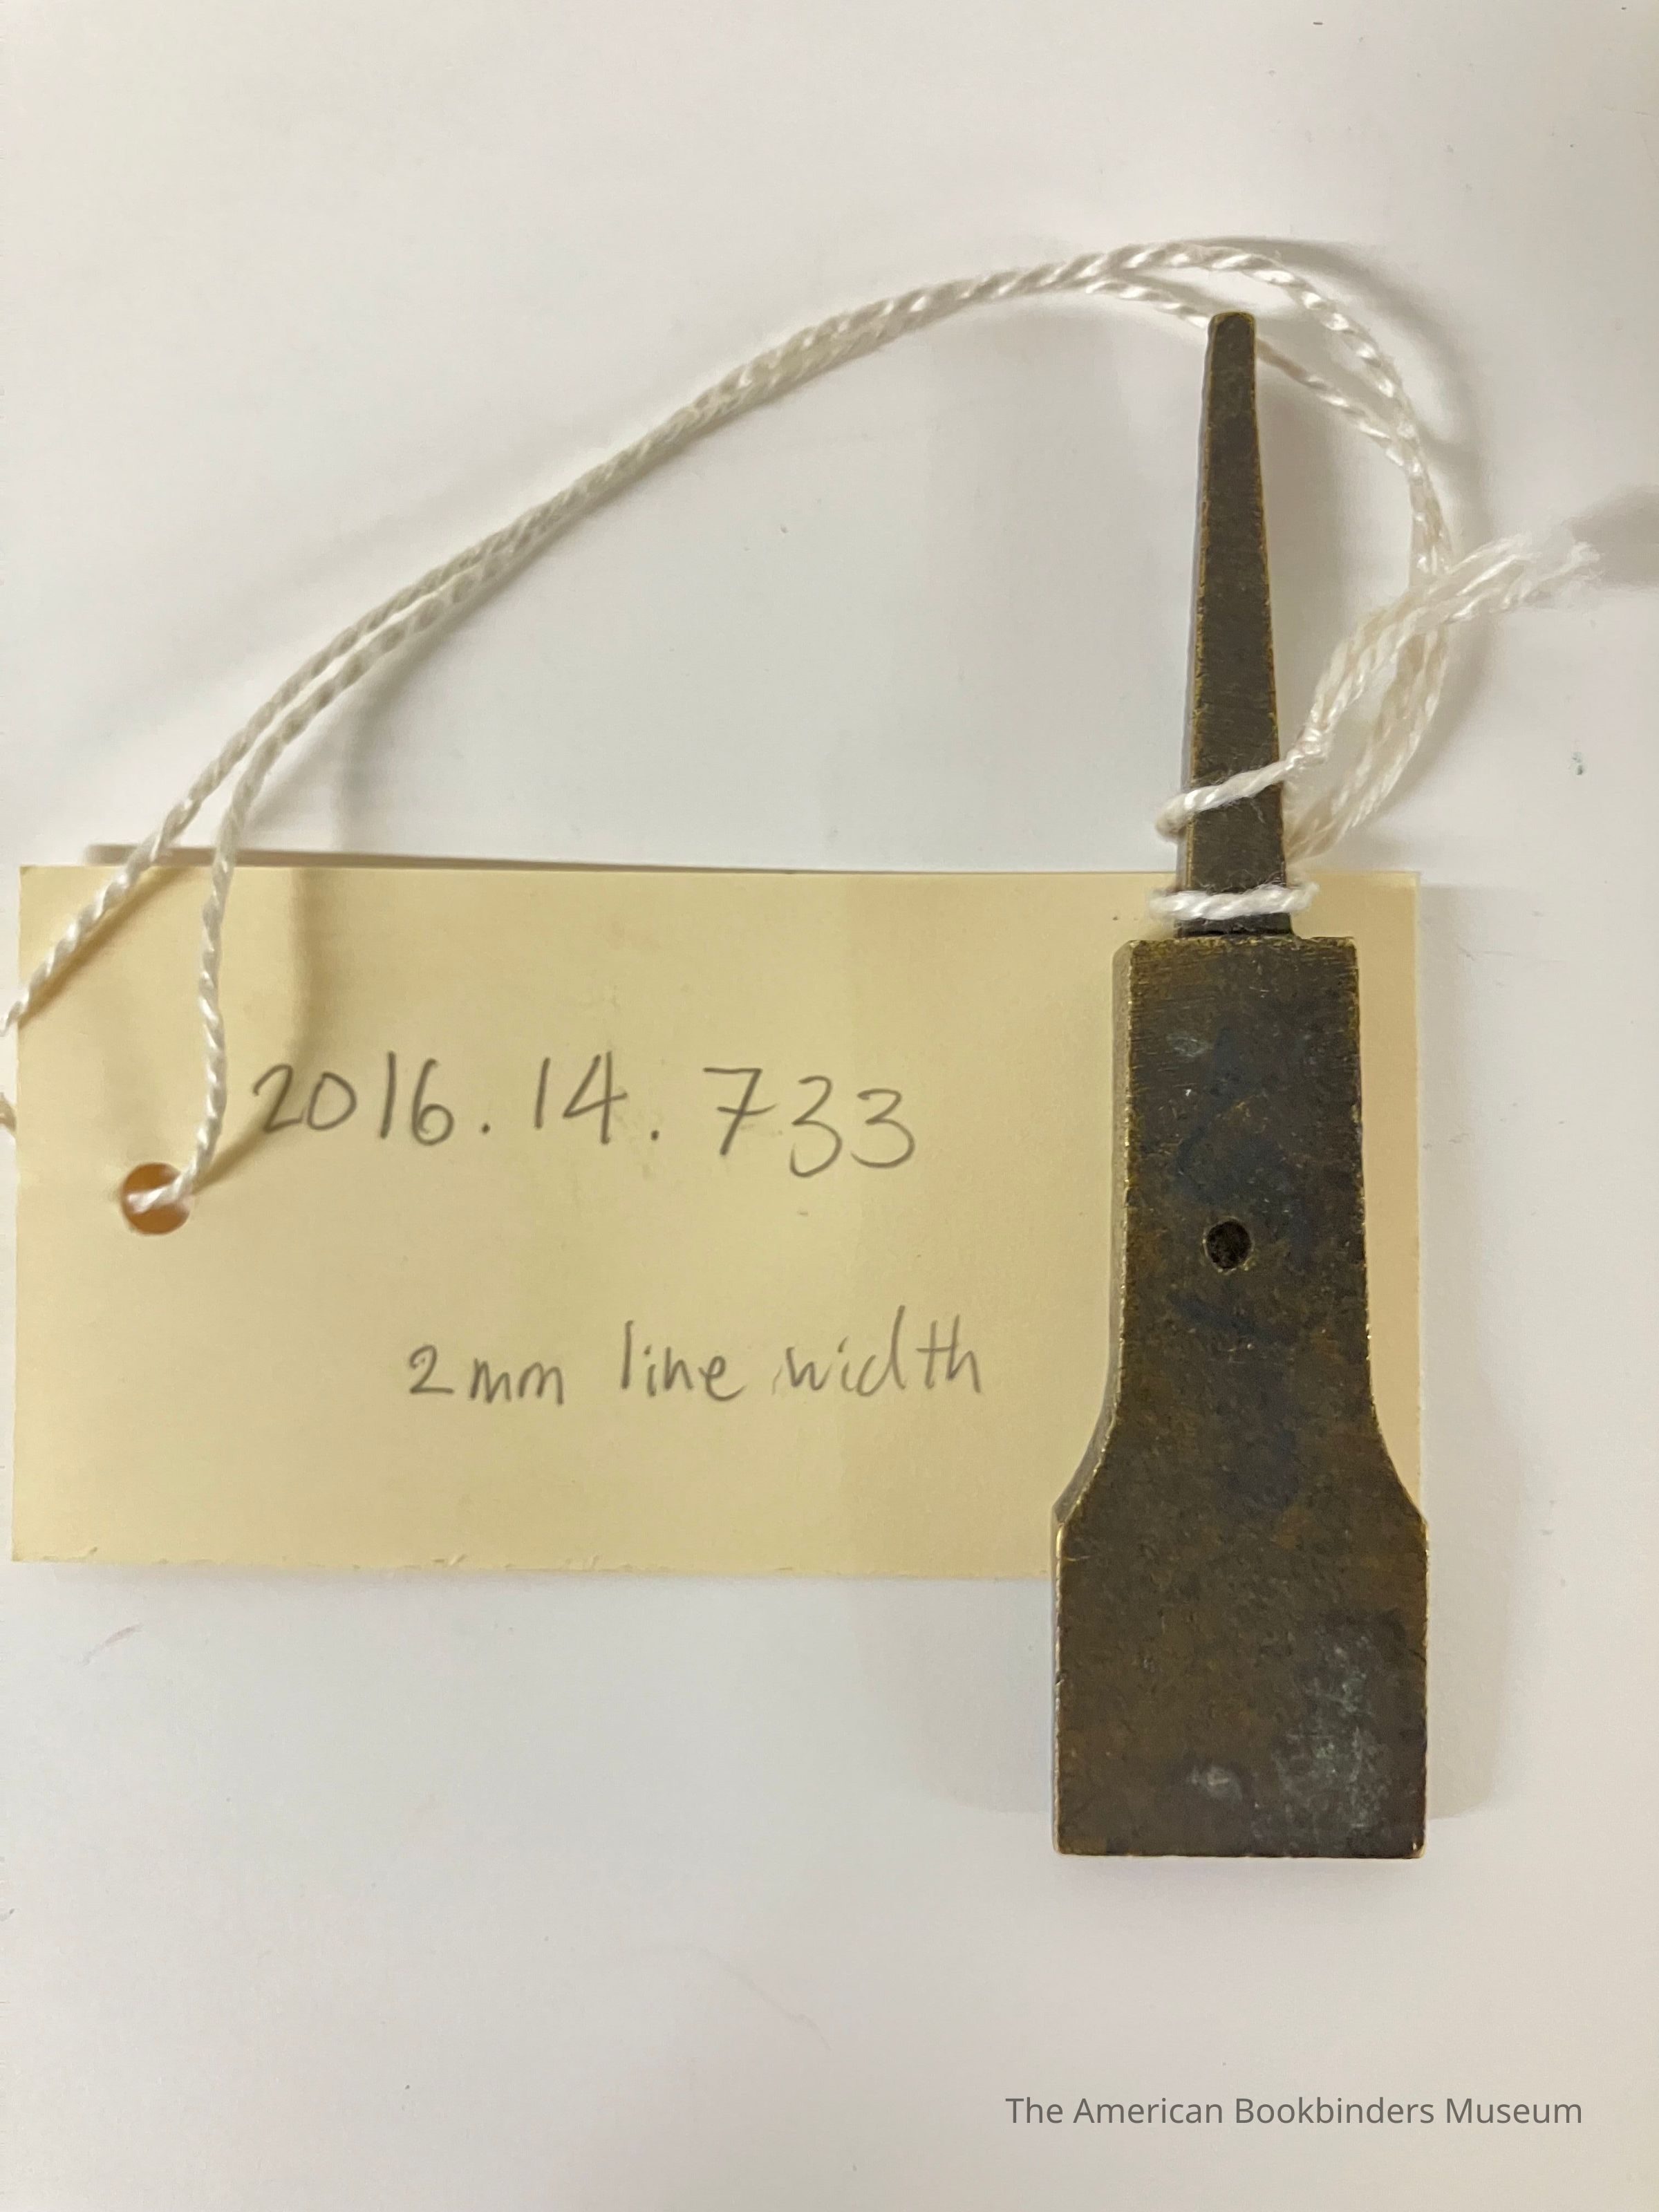 2016.14.733
2mm line width
The American Bookbinders Museum